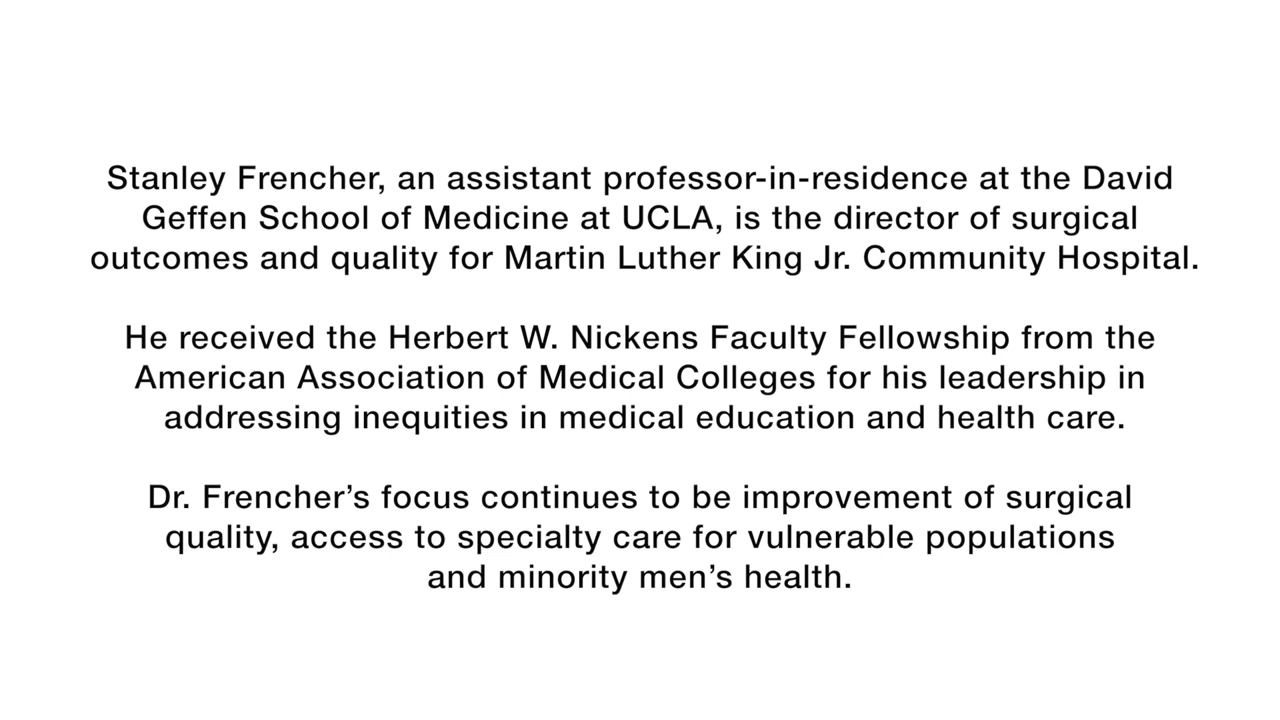 Stanley Frencher, an assistant professor-in-residence at the David
Geffen School of Medicine at UCLA, is the director of surgical
outcomes and quality for Martin Luther King Jr. Community Hospital.
He received the Herbert W. Nickens Faculty Fellowship from the
American Association of Medical Colleges for his leadership in
addressing inequities in medical education and health care.
Dr. Frencher’s focus continues to be improvement of surgical
quality, access to specialty care for vulnerable populations
and minority men’s health.